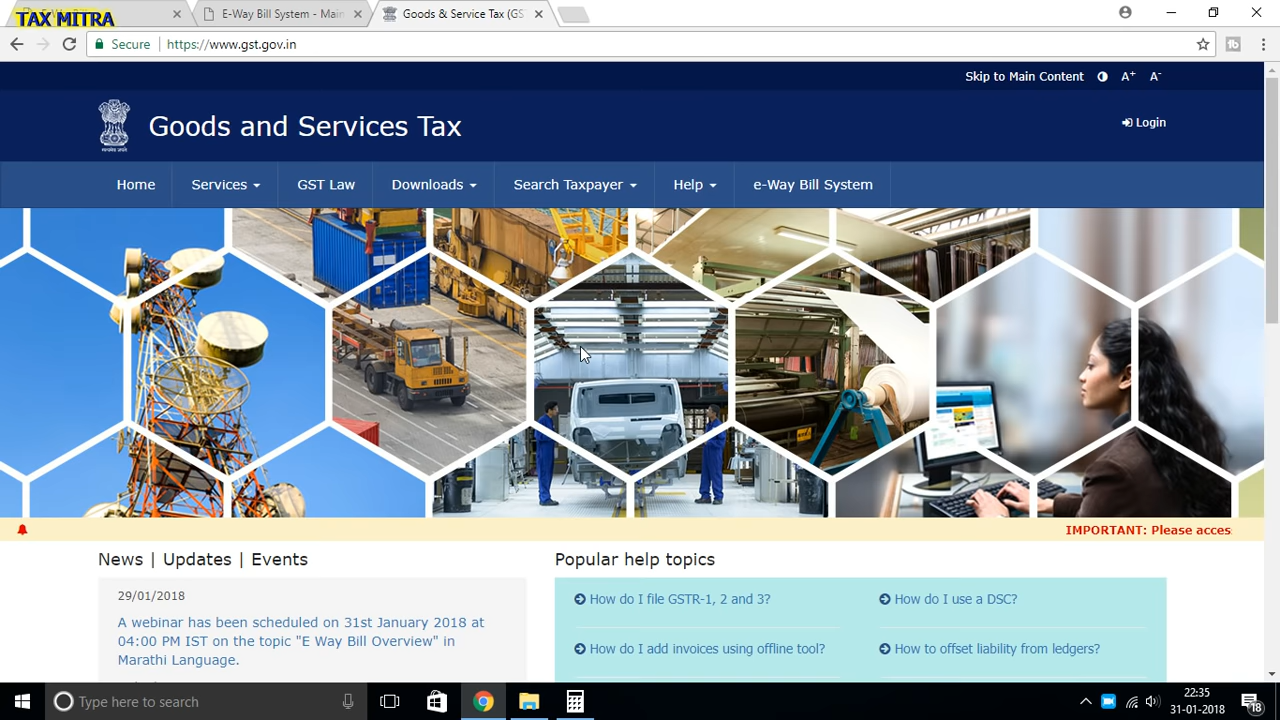 TAX MITRA
E-Way Bill System - Main
Goods & Service Tax (GS
Secure
https://www.gst.gov.in
Skip to Main Content
A+
A-
Goods and Services Tax
Login
Home
Services
GST Law
Downloads
Search Taxpayer
Help
e-Way Bill System
IMPORTANT: Please acces
News | Updates | Events
29/01/2018
A webinar has been scheduled on 31st January 2018 at
04:00 PM IST on the topic "E Way Bill Overview" in
Marathi Language.
Popular help topics
How do I file GSTR-1, 2 and 3?
How do I use a DSC?
How do I add invoices using offline tool?
How to offset liability from ledgers?
Type here to search
22:35
31-01-2018
18